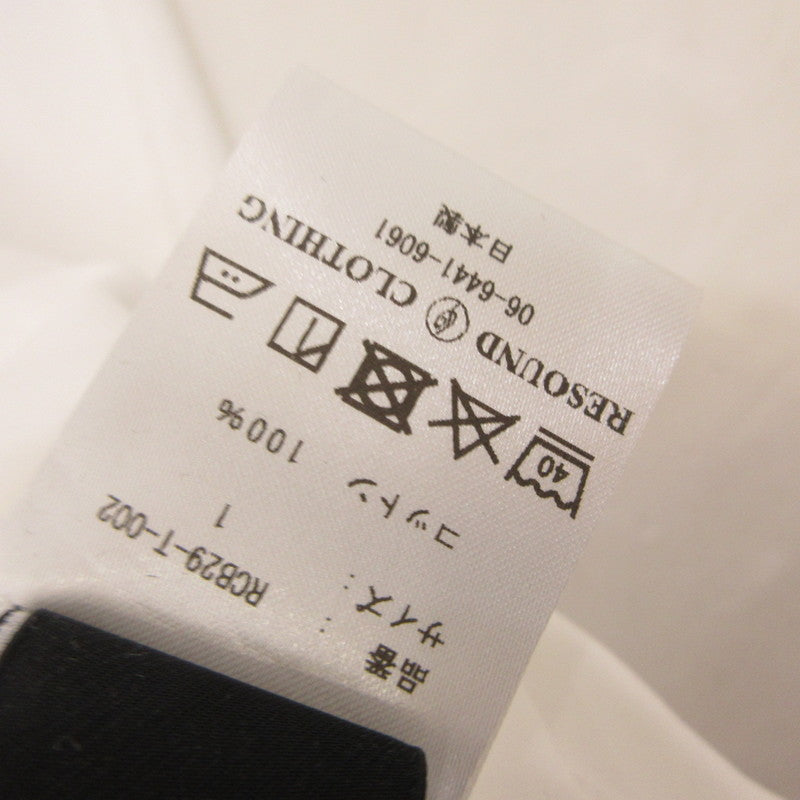 品番 : RCB29-T-002
サイズ : 1
コットン 100%
40
RESOUND CLOTHING
06-6441-6061
日本製